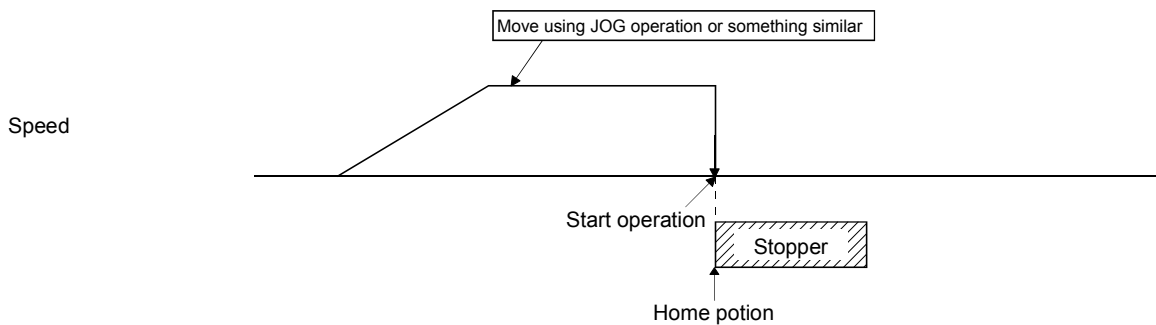 Move using JOG operation or something similar
Speed
Start operation
Stopper
Home potion